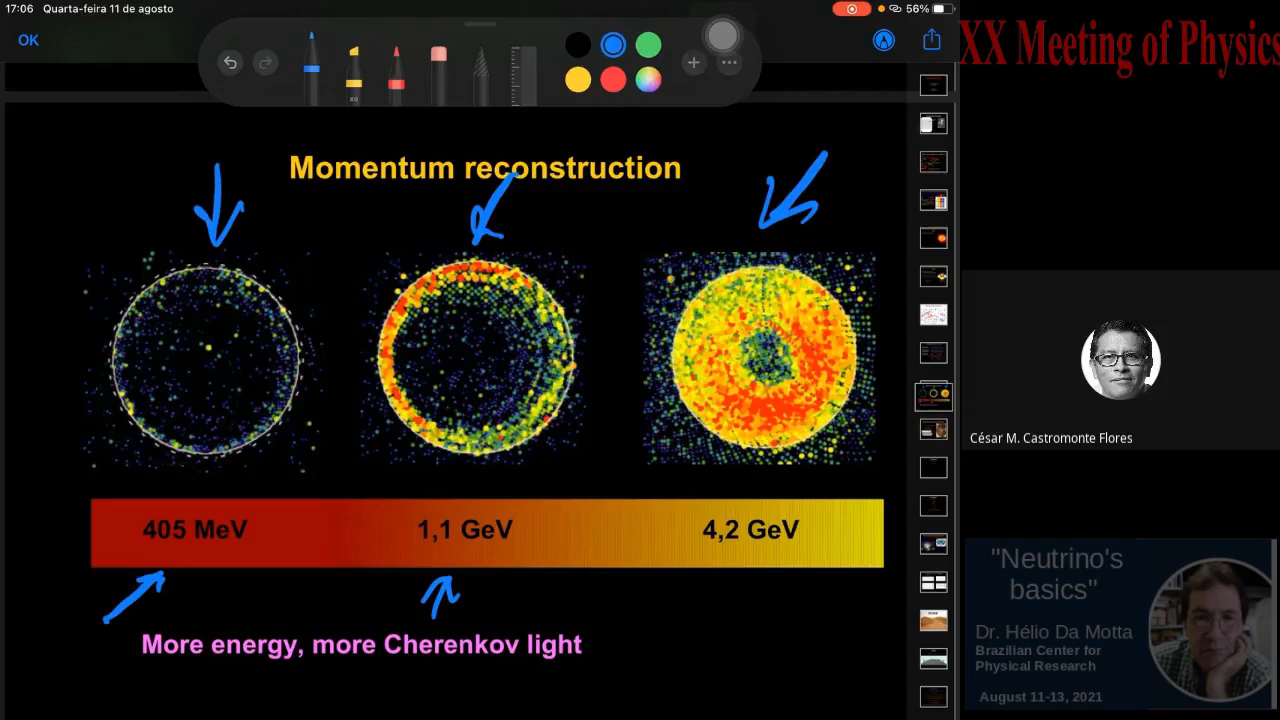 17:06 Quarta-feira 11 de agosto
56%
OK
80
XX Meeting of Physics
Momentum reconstruction
405 MeV
1,1 GeV
4,2 GeV
More energy, more Cherenkov light
César M. Castromonte Flores
"Neutrino's
basics"
Dr. Hélio Da Motta
Brazilian Center for
Physical Research
August 11-13, 2021